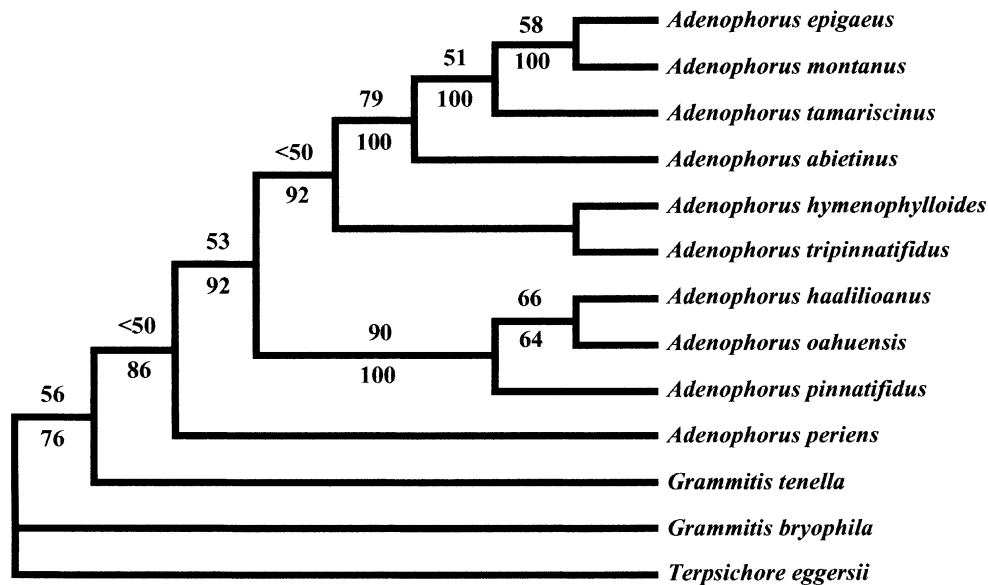 58
Adenophorus epigaeus
100
Adenophorus montanus
51
100
Adenophorus tamariscinus
79
100
Adenophorus abietinus
<50
92
Adenophorus hymenophylloides
53
92
Adenophorus tripinnatifidus
66
Adenophorus haalilioanus
64
Adenophorus oahuensis
90
100
Adenophorus pinnatifidus
<50
86
Adenophorus periens
56
76
Grammitis tenella
Grammitis bryophila
Terpsichore eggersii